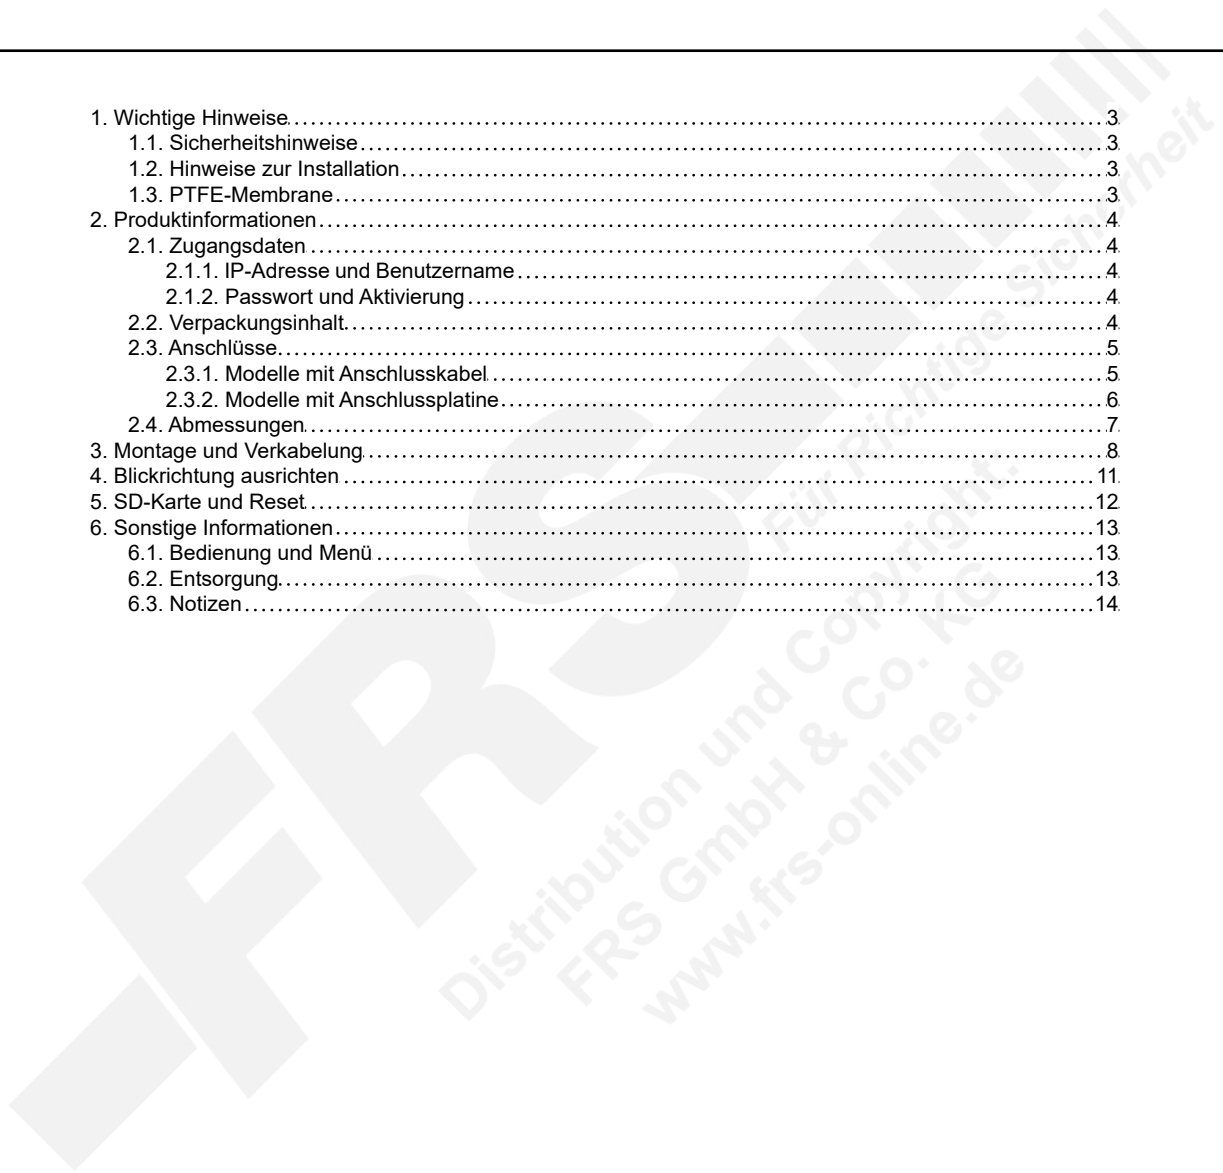 1. Wichtige Hinweise 3
1.1. Sicherheitshinweise 3
1.2. Hinweise zur Installation 3
1.3. PTFE-Membrane 3
2. Produktinformationen 4
2.1. Zugangsdaten 4
2.1.1. IP-Adresse und Benutzername 4
2.1.2. Passwort und Aktivierung 4
2.2. Verpackungsinhalt 4
2.3. Anschlüsse 5
2.3.1. Modelle mit Anschlusskabel 5
2.3.2. Modelle mit Anschlussplatine 6
2.4. Abmessungen 7
3. Montage und Verkabelung 8
4. Blickrichtung ausrichten 11
5. SD-Karte und Reset 12
6. Sonstige Informationen 13
6.1. Bedienung und Menü 13
6.2. Entsorgung 13
6.3. Notizen 14
FRS
Für Richtige Sicherheit
Distribution und Copyright:
FRS GmbH & Co. KG
www.frs-online.de